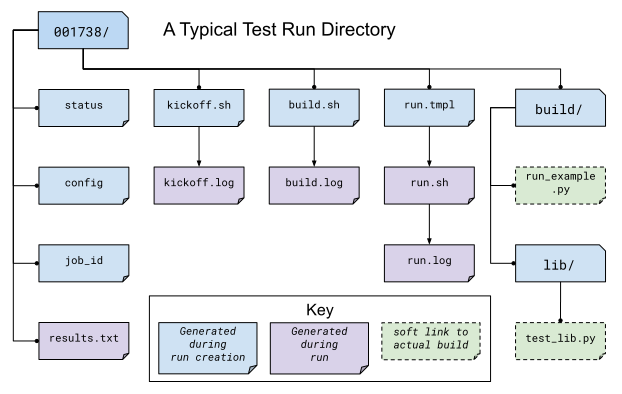 001738/
A Typical Test Run Directory
status
kickoff.sh
build.sh
run.tmpl
build/
config
kickoff.log
build.log
run.sh
run_example
.py
job_id
run.log
lib/
results.txt
Key
Generated
during
run creation
Generated
during
run
soft link to
actual build
test_lib.py